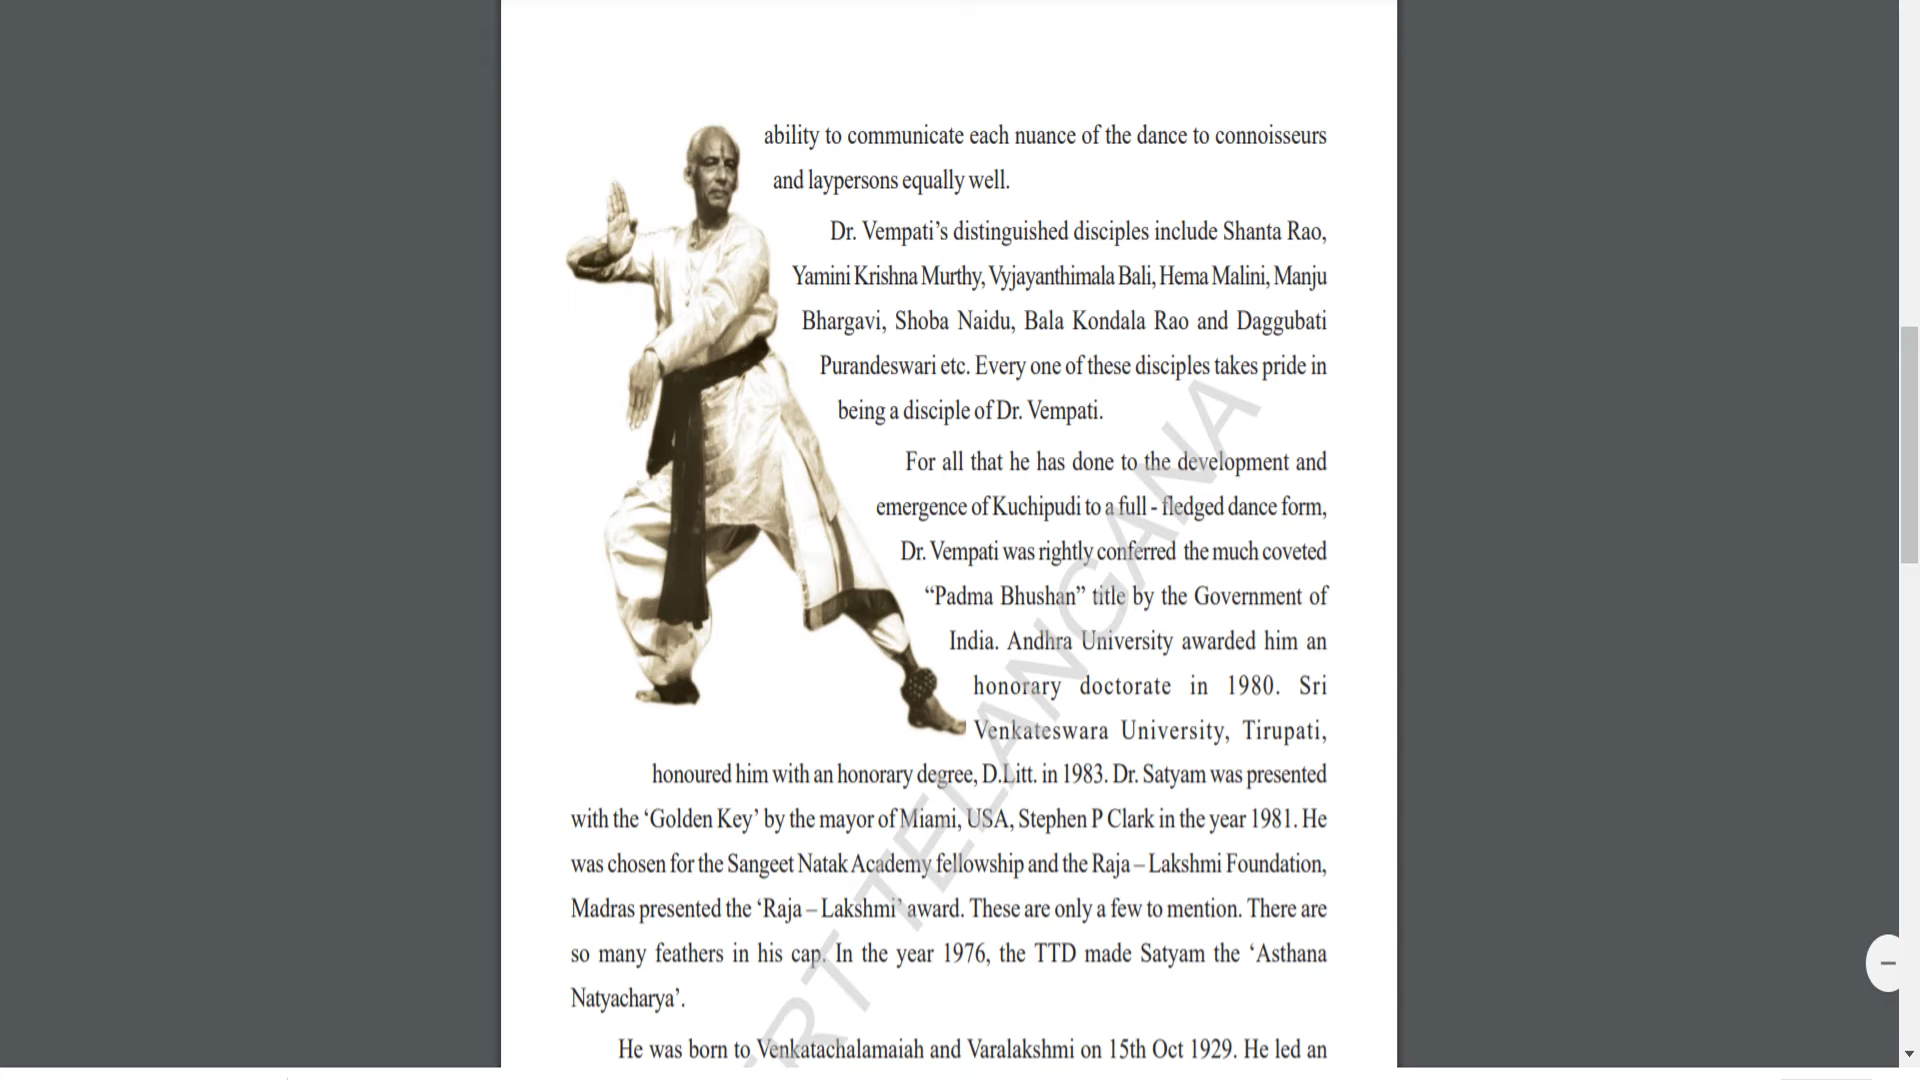 ability to communicate each nuance of the dance to connoisseurs
and laypersons equally well.
Dr. Vempati’s distinguished disciples include Shanta Rao,
Yamini Krishna Murthy, Vyjayanthimala Bali, Hema Malini, Manju
Bhargavi, Shoba Naidu, Bala Kondala Rao and Daggubati
Purandeswari etc. Every one of these disciples takes pride in
being a disciple of Dr. Vempati.
For all that he has done to the development and
emergence of Kuchipudi to a full - fledged dance form,
Dr. Vempati was rightly conferred the much coveted
“Padma Bhushan” title by the Government of
India. Andhra University awarded him an
honorary doctorate in 1980. Sri
Venkateswara University, Tirupati,
honoured him with an honorary degree, D.Litt. in 1983. Dr. Satyam was presented
with the ‘Golden Key’ by the mayor of Miami, USA, Stephen P Clark in the year 1981. He
was chosen for the Sangeet Natak Academy fellowship and the Raja – Lakshmi Foundation,
Madras presented the ‘Raja – Lakshmi’ award. These are only a few to mention. There are
so many feathers in his cap. In the year 1976, the TTD made Satyam the ‘Asthana
Natyacharya’.
He was born to Venkatachalamaiah and Varalakshmi on 15th Oct 1929. He led an
ERT TELANGANA